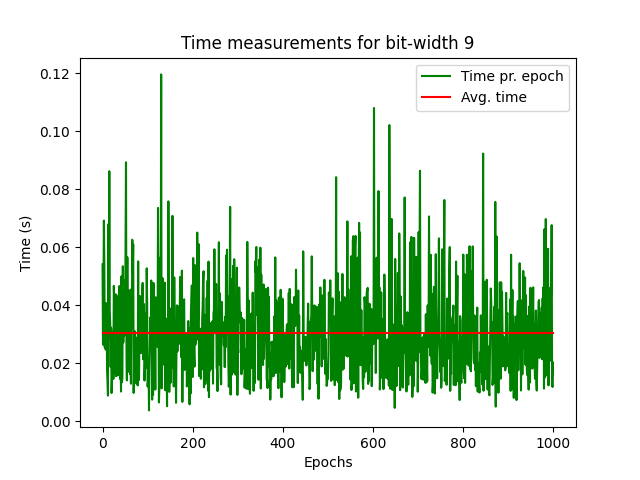 Time measurements for bit-width 9
Time pr. epoch
Avg. time
0.12
0.10
0.08
0.06
0.04
0.02
0.00
Time (s)
0 200 400 600 800 1000
Epochs